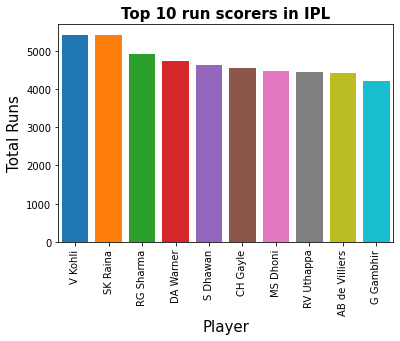 Top 10 run scorers in IPL
Total Runs
5000
4000
3000
2000
1000
0
V Kohli
SK Raina
RG Sharma
DA Warner
S Dhawan
CH Gayle
MS Dhoni
RV Uthappa
AB de Villiers
G Gambhir
Player